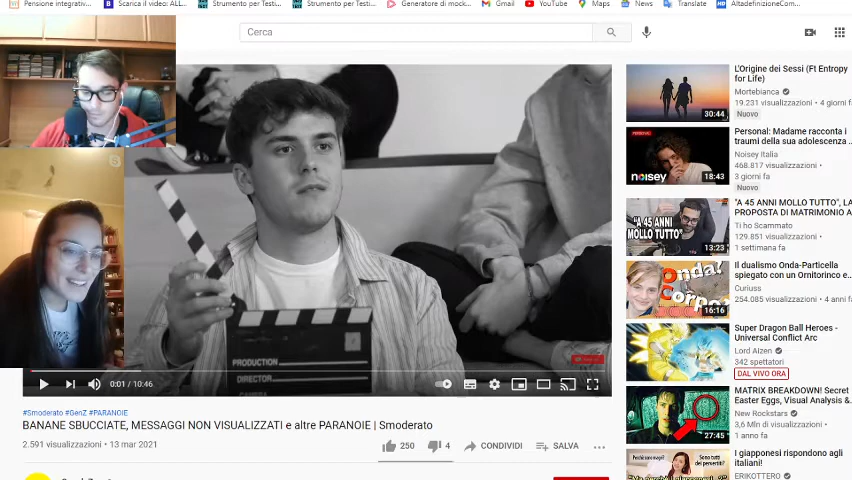 Pensione integrativ...
Scarica il video: ALL...
Strumento per Testi...
Strumento per Testi...
Generatore di mock...
Gmail
YouTube
Maps
News
Translate
AltadefinizioneCom...
Cerca
PRODUCTION
DIRECTOR
0:01 / 10:46
#Smoderato #GenZ #PARANOIE
BANANE SBUCCIATE, MESSAGGI NON VISUALIZZATI e altre PARANOIE | Smoderato
2.591 visualizzazioni • 13 mar 2021
250
4
CONDIVIDI
SALVA
30:44
L'Origine dei Sessi (Ft Entropy
for Life)
Mortebianca
19.231 visualizzazioni • 4 giorni f
Nuovo
noisey
18:43
Personal: Madame racconta i
traumi della sua adolescenza ..
Noisey Italia
468.817 visualizzazioni •
3 giorni fa
Nuovo
"A 45 ANNI
MOLLO TUTTO"
13:23
"A 45 ANNI MOLLO TUTTO", LA
PROPOSTA DI MATRIMONIO A
Ti ho Scammato
129.851 visualizzazioni •
1 settimana fa
onda?
corpo
16:16
Il dualismo Onda-Particella
spiegato con un Ornitorinco e..
Curiuss
254.085 visualizzazioni • 4 anni f
Super Dragon Ball Heroes -
Universal Conflict Arc
Lord Aizen
342 spettatori
DAL VIVO ORA
27:45
MATRIX BREAKDOWN! Secret
Easter Eggs, Visual Analysis &
New Rockstars
3,6 Mln di visualizzazioni •
1 anno fa
I giapponesi rispondono agli
italiani!
ERIKOTTERO